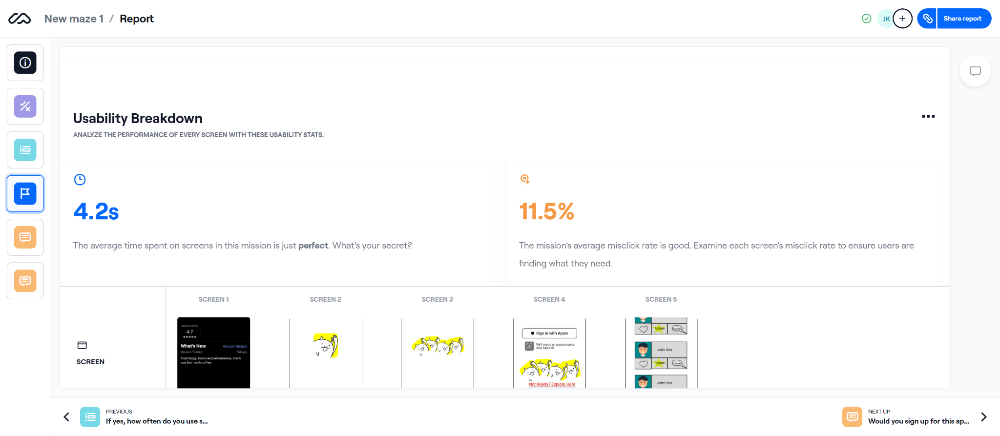 New maze 1 / Report
JK
Share report
Usability Breakdown
ANALYZE THE PERFORMANCE OF EVERY SCREEN WITH THESE USABILITY STATS.
4.2s
The average time spent on screens in this mission is just perfect. What's your secret?
11.5%
The mission's average misclick rate is good. Examine each screen's misclick rate to ensure users are
finding what they need.
SCREEN
SCREEN 1
SCREEN 2
SCREEN 3
SCREEN 4
SCREEN 5
RATINGS
4.7
★★★★★
What's New
Version History
Version 17.44.4
5d ago
Fixed bugs, improved performance, drank
way too much coffee.
Sign in with Apple
We'll create an account using
your Apple ID.
Not Ready? Explore Here
Follow
Comment
John Doe
Follow
Comment
John Doe
PREVIOUS
If yes, how often do you use s...
NEXT UP
Would you sign up for this ap...